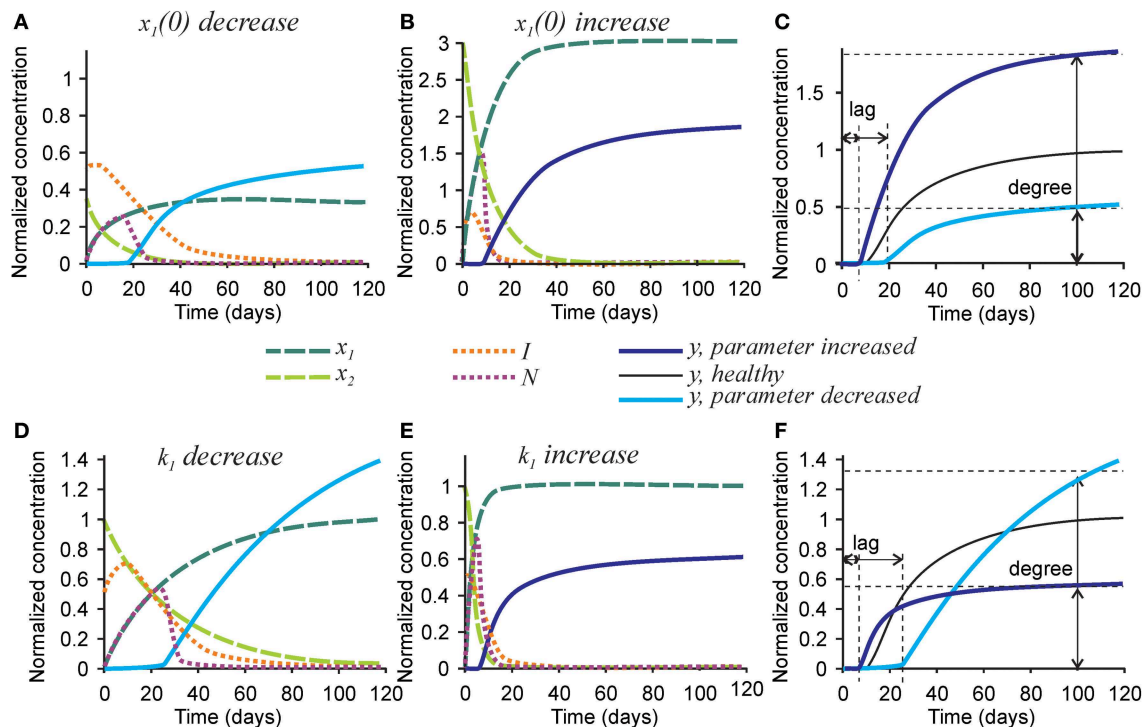 A
x1(0) decrease
Normalized concentration
1
0.8
0.6
0.4
0.2
0
0 20 40 60 80 100 120
Time (days)
B
x1(0) increase
Normalized concentration
3
2.5
2
1.5
1
0.5
0
0 20 40 60 80 100 120
Time (days)
C
Normalized concentration
1.5
1
0.5
0
lag
degree
0 20 40 60 80 100 120
Time (days)
x1
x2
I
N
y, parameter increased
y, healthy
y, parameter decreased
D
k1 decrease
Normalized concentration
1.4
1.2
1
0.8
0.6
0.4
0.2
0
0 20 40 60 80 100 120
Time (days)
E
k1 increase
Normalized concentration
1.4
1.2
1
0.8
0.6
0.4
0.2
0
0 20 40 60 80 100 120
Time (days)
F
Normalized concentration
1.4
1.2
1
0.8
0.6
0.4
0.2
0
lag
degree
0 20 40 60 80 100 120
Time (days)